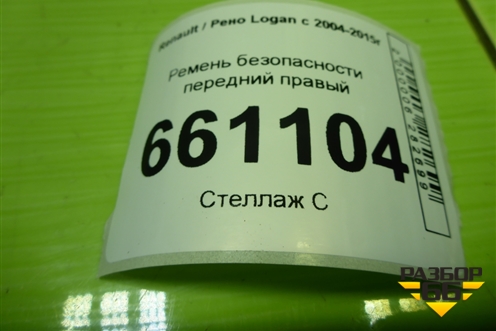 Renault / Рено Logan с 2004-2015г
Ремень безопасности
передний правый
661104
Стеллаж С
РАЗБОР
66